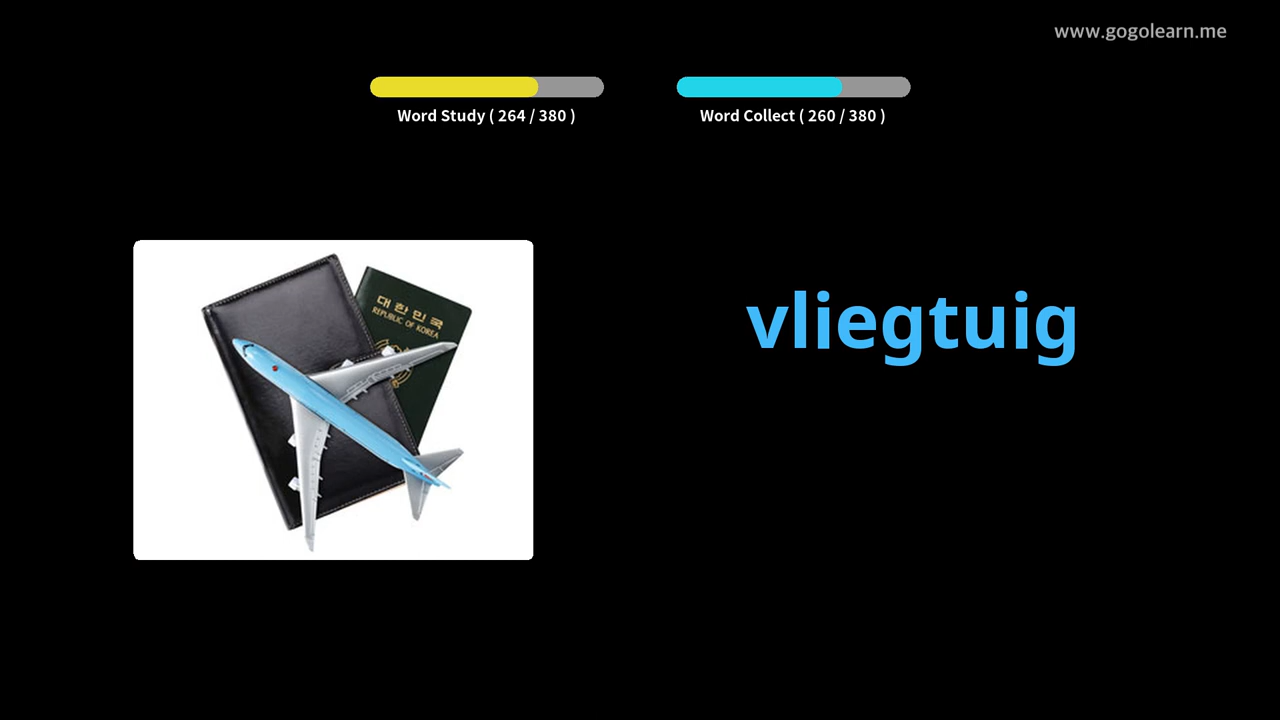 www.gogolearn.me
Word Study ( 264 / 380 )
Word Collect ( 260 / 380 )
대한민국
REPUBLIC OF KOREA
vliegtuig